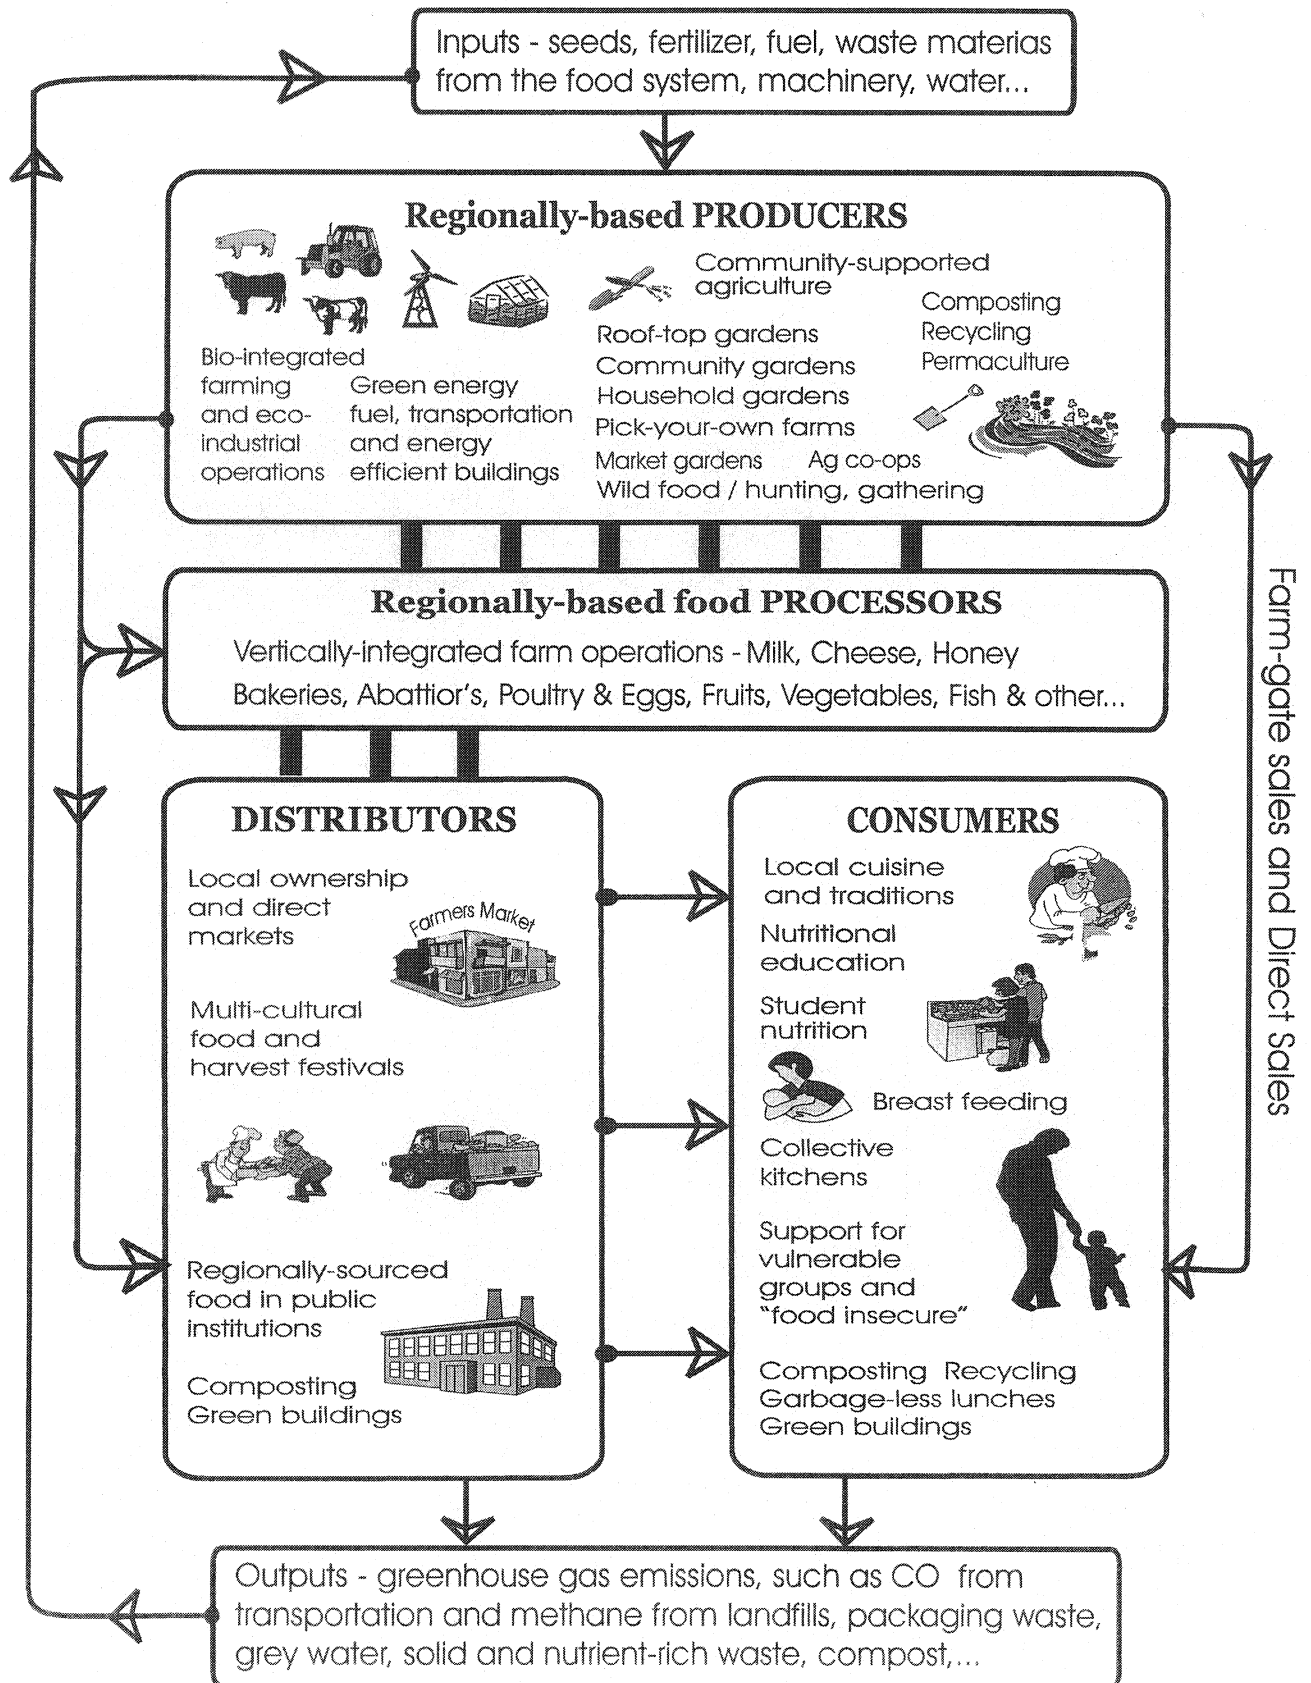 Inputs - seeds, fertilizer, fuel, waste materias
from the food system, machinery, water...
Regionally-based PRODUCERS
Community-supported
agriculture
Composting
Recycling
Permaculture
Roof-top gardens
Community gardens
Household gardens
Pick-your-own farms
Market gardens Ag co-ops
Wild food / hunting, gathering
Bio-integrated
farming
and eco-
industrial
operations
Green energy
fuel, transportation
and energy
efficient buildings
Regionally-based food PROCESSORS
Vertically-integrated farm operations - Milk, Cheese, Honey
Bakeries, Abattior's, Poultry & Eggs, Fruits, Vegetables, Fish & other...
Farm-gate sales and Direct Sales
DISTRIBUTORS
Local ownership
and direct
markets
Farmers Market
Multi-cultural
food and
harvest festivals
Regionally-sourced
food in public
institutions
Composting
Green buildings
CONSUMERS
Local cuisine
and traditions
Nutritional
education
Student
nutrition
Breast feeding
Collective
kitchens
Support for
vulnerable
groups and
"food insecure"
Composting Recycling
Garbage-less lunches
Green buildings
Outputs - greenhouse gas emissions, such as CO from
transportation and methane from landfills, packaging waste,
grey water, solid and nutrient-rich waste, compost,...